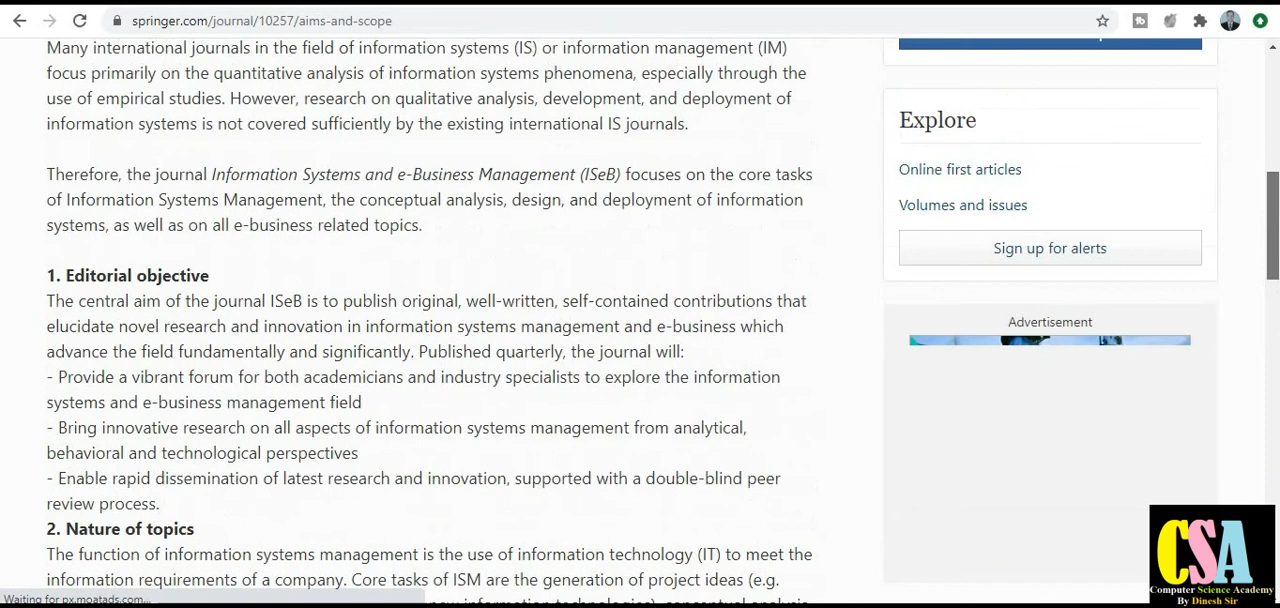 springer.com/journal/10257/aims-and-scope
Many international journals in the field of information systems (IS) or information management (IM)
focus primarily on the quantitative analysis of information systems phenomena, especially through the
use of empirical studies. However, research on qualitative analysis, development, and deployment of
information systems is not covered sufficiently by the existing international IS journals.
Therefore, the journal Information Systems and e-Business Management (ISeB) focuses on the core tasks
of Information Systems Management, the conceptual analysis, design, and deployment of information
systems, as well as on all e-business related topics.
1. Editorial objective
The central aim of the journal ISeB is to publish original, well-written, self-contained contributions that
elucidate novel research and innovation in information systems management and e-business which
advance the field fundamentally and significantly. Published quarterly, the journal will:
- Provide a vibrant forum for both academicians and industry specialists to explore the information
systems and e-business management field
- Bring innovative research on all aspects of information systems management from analytical,
behavioral and technological perspectives
- Enable rapid dissemination of latest research and innovation, supported with a double-blind peer
review process.
2. Nature of topics
The function of information systems management is the use of information technology (IT) to meet the
information requirements of a company. Core tasks of ISM are the generation of project ideas (e.g.
new information technologies), conceptual analysis
Waiting for px.moatads.com...
Explore
Online first articles
Volumes and issues
Sign up for alerts
Advertisement
CSA
Computer Science Academy
By Dinesh Sir